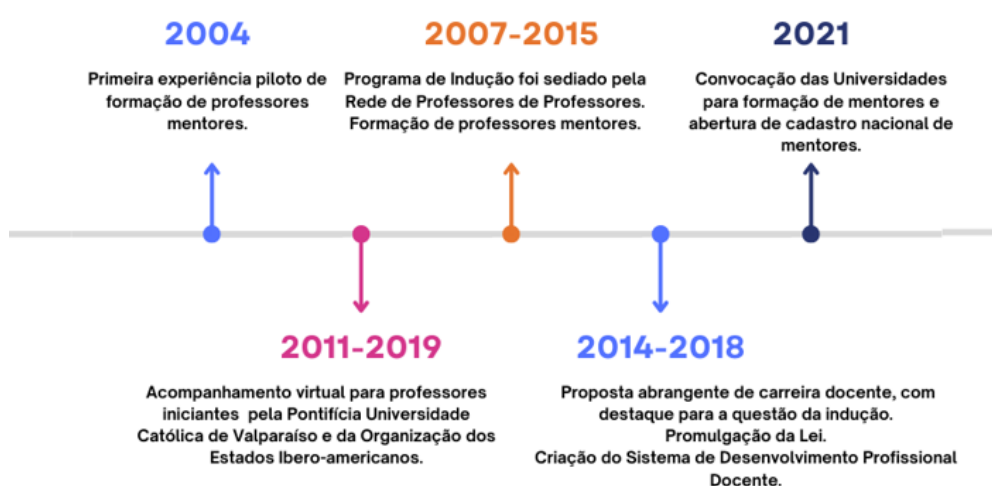 2004
Primeira experiência piloto de
formação de professores
mentores.
2007-2015
Programa de Indução foi sediado pela
Rede de Professores de Professores.
Formação de professores mentores.
2021
Convocação das Universidades
para formação de mentores e
abertura de cadastro nacional de
mentores.
2011-2019
Acompanhamento virtual para professores
iniciantes pela Pontifícia Universidade
Católica de Valparaíso e da Organização dos
Estados Ibero-americanos.
2014-2018
Proposta abrangente de carreira docente, com
destaque para a questão da indução.
Promulgação da Lei.
Criação do Sistema de Desenvolvimento Profissional
Docente.